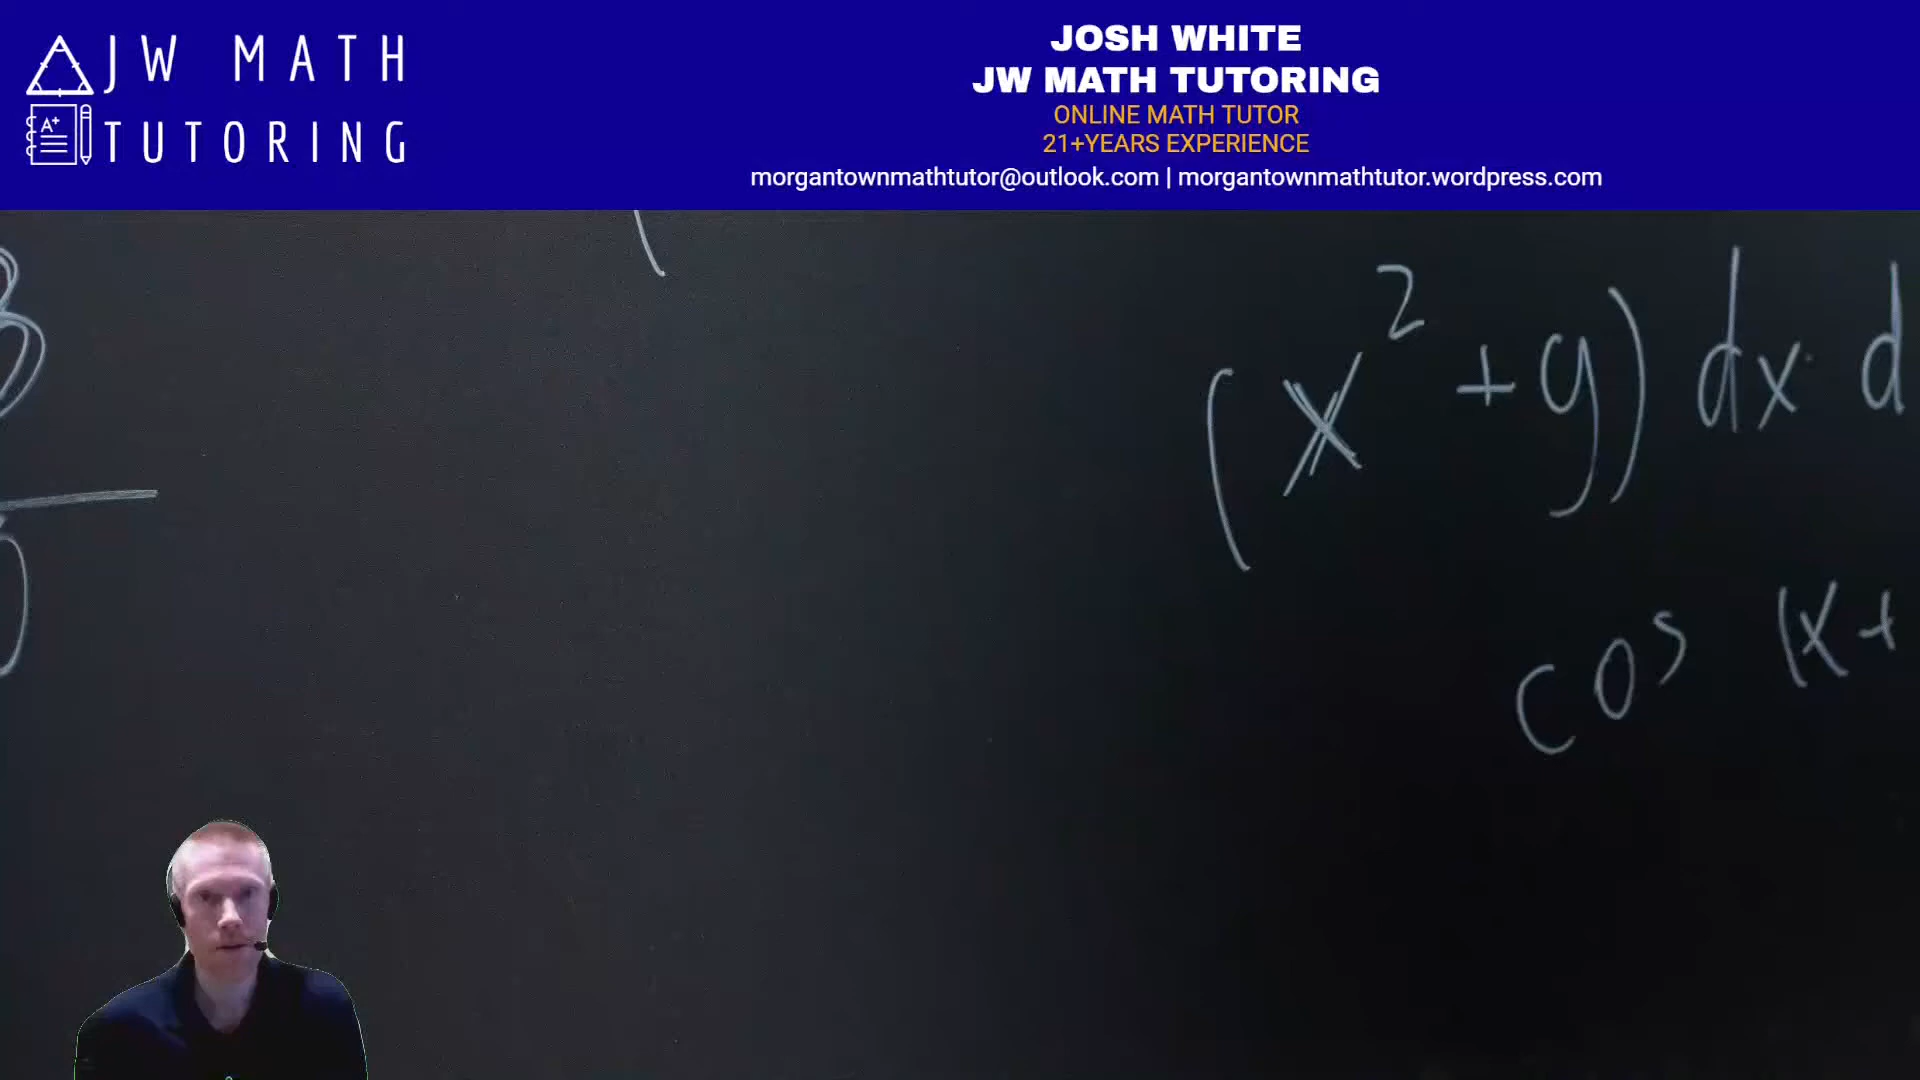 JW MATH
A+
TUTORING
JOSH WHITE
JW MATH TUTORING
ONLINE MATH TUTOR
21+YEARS EXPERIENCE
morgantownmathtutor@outlook.com | morgantownmathtutor.wordpress.com
(x² + y) dx d
cos (x+